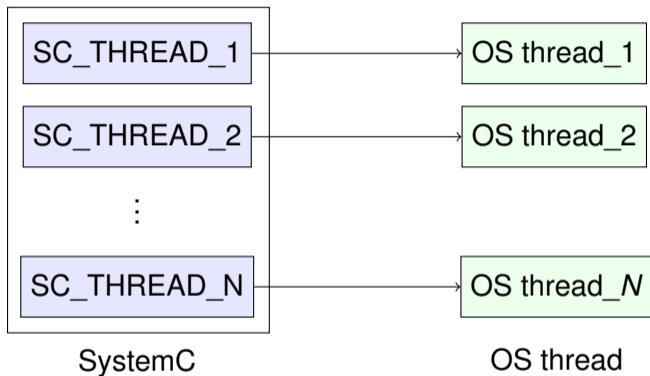 SC_THREAD_1 OS thread_1
SC_THREAD_2 OS thread_2
⋮
SC_THREAD_N OS thread_N
SystemC OS thread